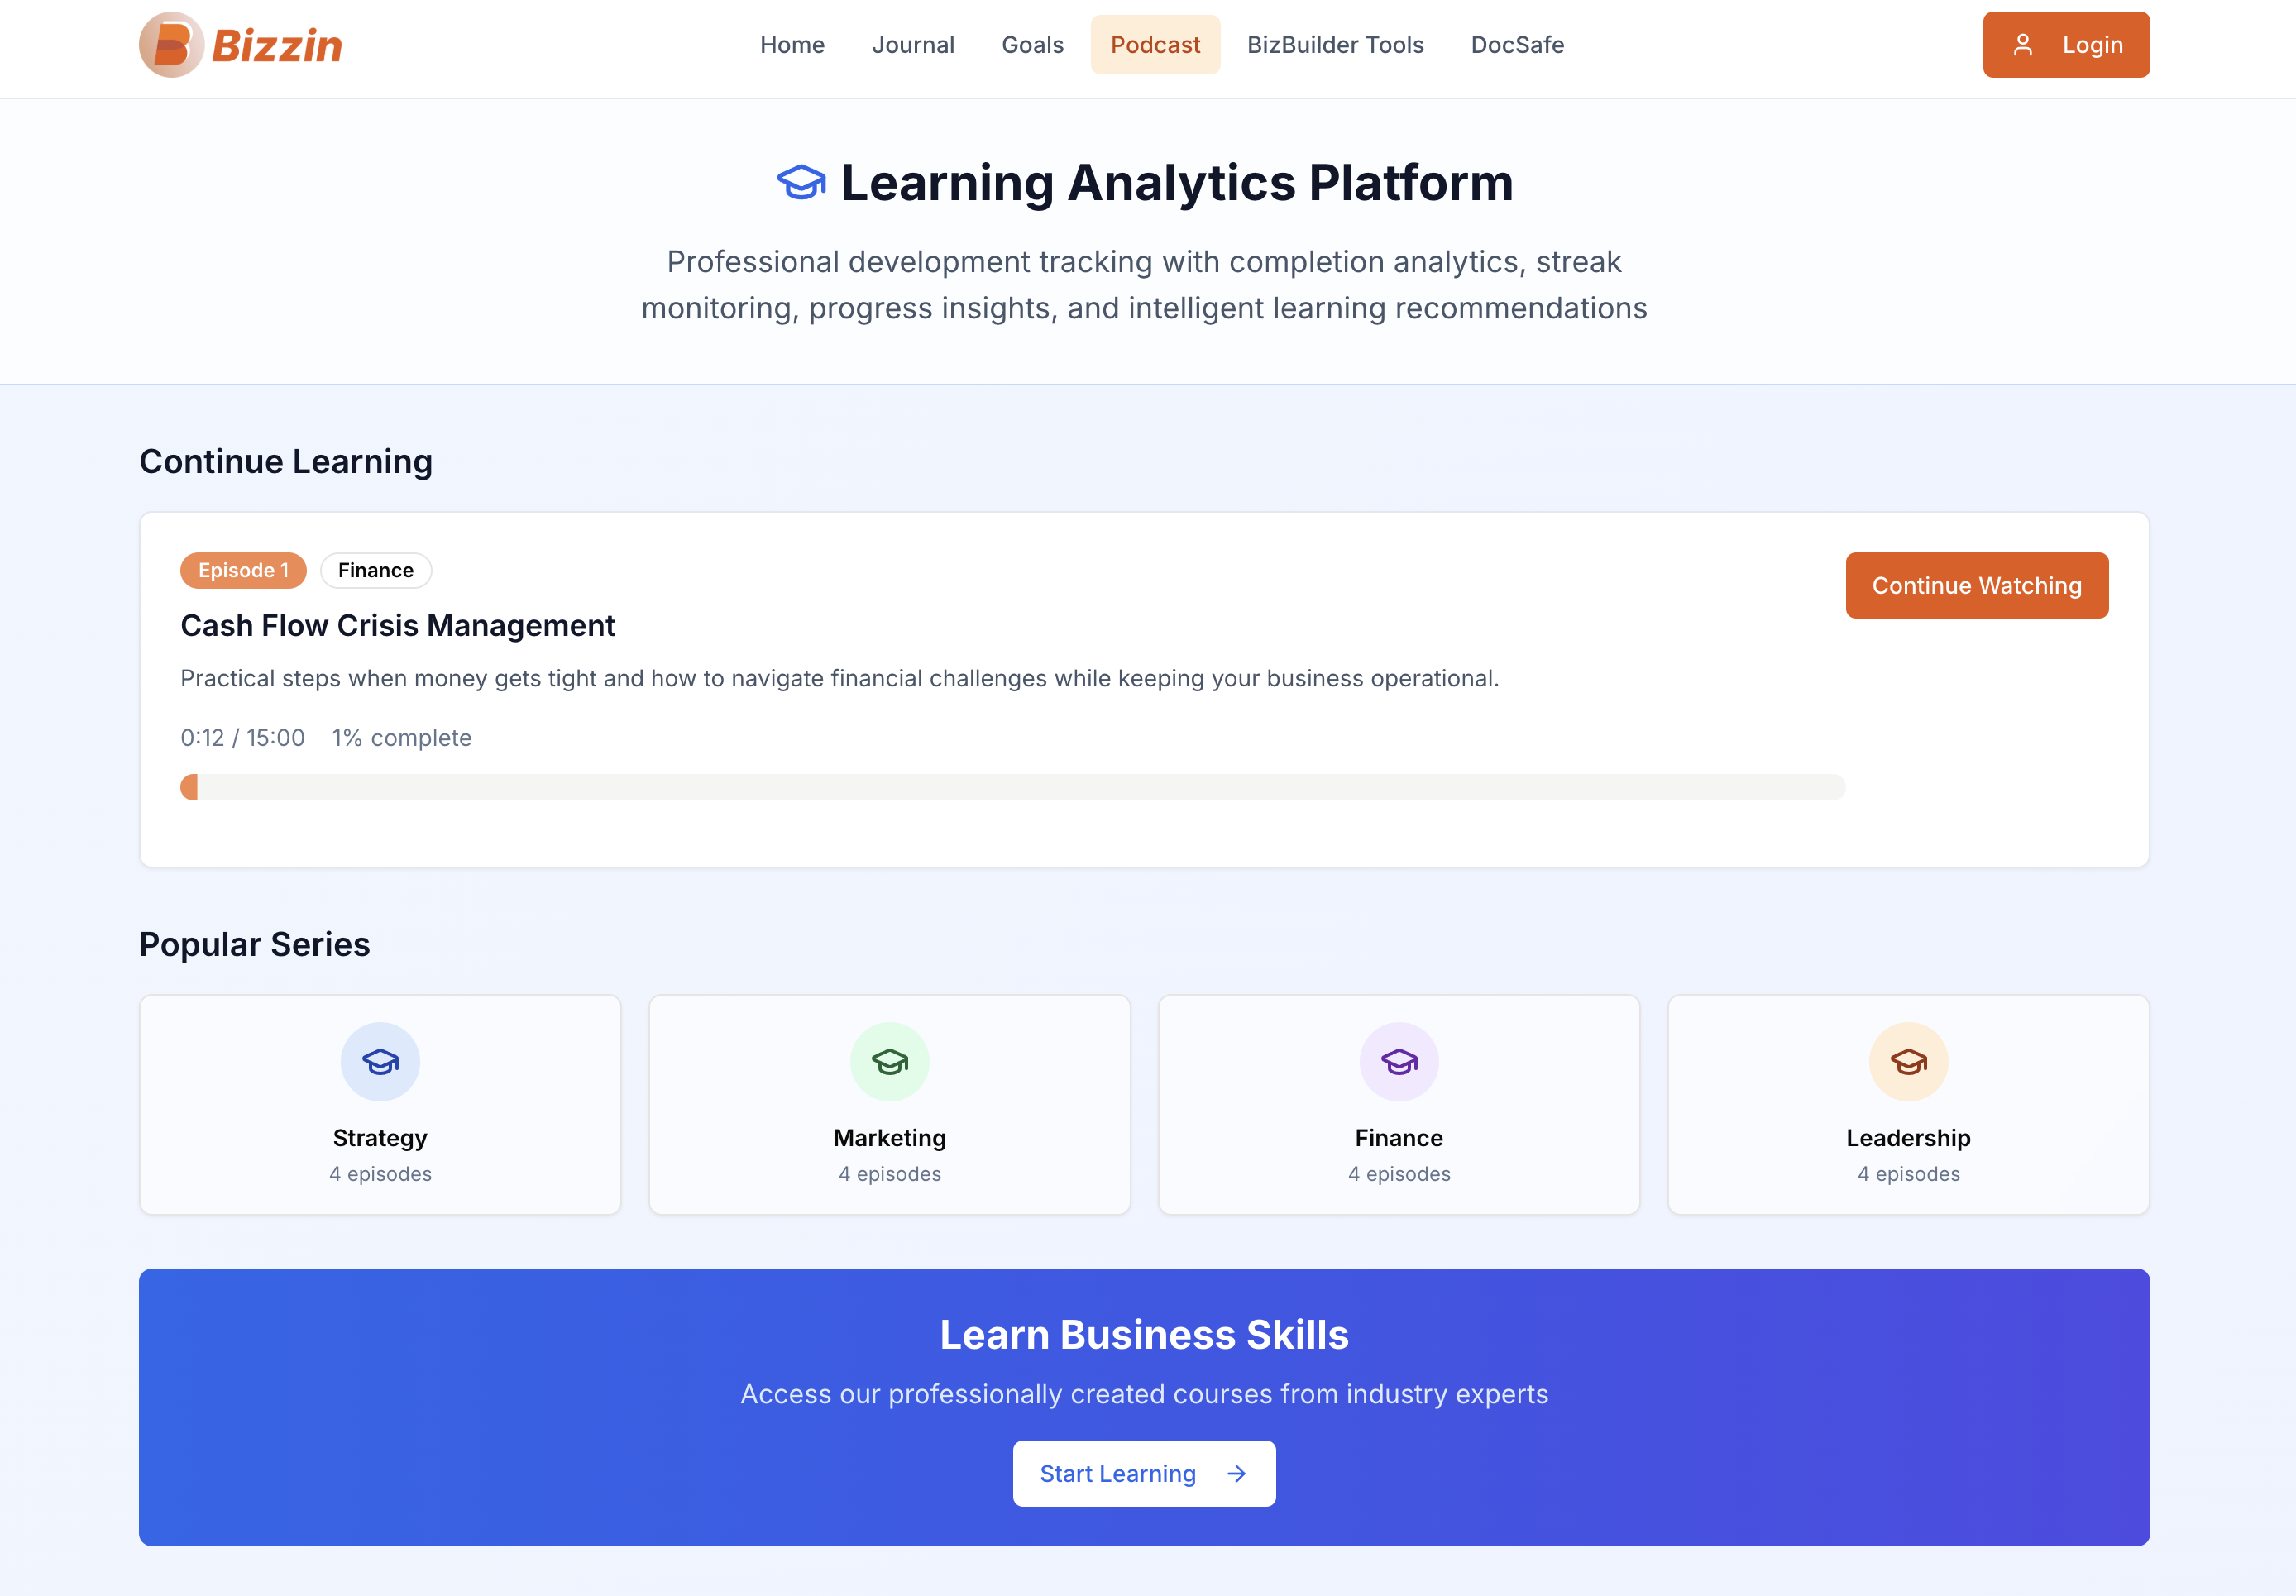 Bizzin
Home
Journal
Goals
Podcast
BizBuilder Tools
DocSafe
Login
Learning Analytics Platform
Professional development tracking with completion analytics, streak
monitoring, progress insights, and intelligent learning recommendations
Continue Learning
Episode 1
Finance
Continue Watching
Cash Flow Crisis Management
Practical steps when money gets tight and how to navigate financial challenges while keeping your business operational.
0:12 / 15:00 1% complete
Popular Series
Strategy
4 episodes
Marketing
4 episodes
Finance
4 episodes
Leadership
4 episodes
Learn Business Skills
Access our professionally created courses from industry experts
Start Learning